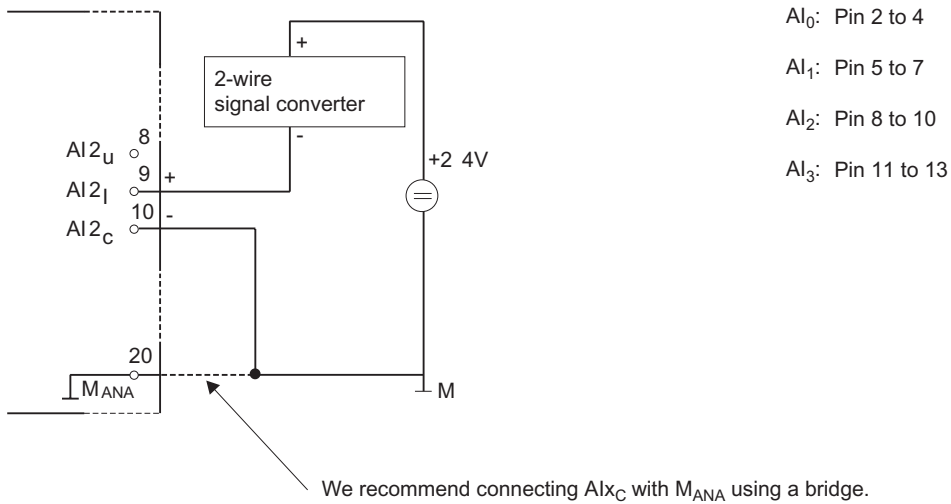 AI0: Pin 2 to 4
+
AI1: Pin 5 to 7
2-wire
signal converter
AI2: Pin 8 to 10
-
8
AI2u
+2 4V
AI3: Pin 11 to 13
9 +
AI2I
10 -
AI2C
20
MANA
M
We recommend connecting AIxC with MANA using a bridge.